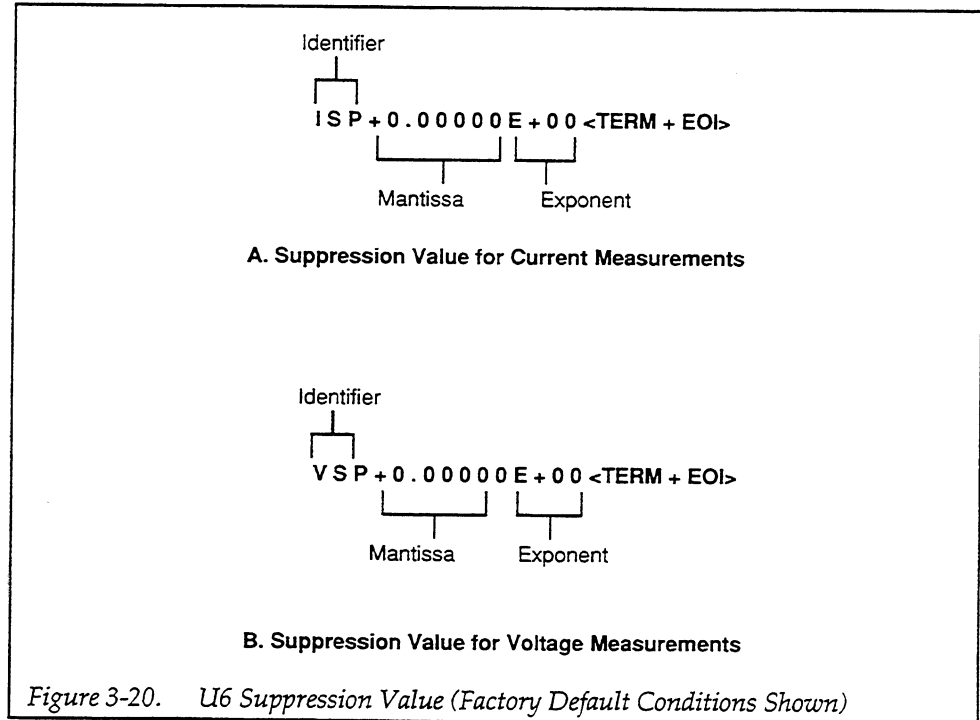 Identifier
ISP+0.00000E+00 <TERM + EOI>
Mantissa Exponent
A. Suppression Value for Current Measurements
Identifier
VSP+0.00000E+00 <TERM + EOI>
Mantissa Exponent
B. Suppression Value for Voltage Measurements
Figure 3-20. U6 Suppression Value (Factory Default Conditions Shown)